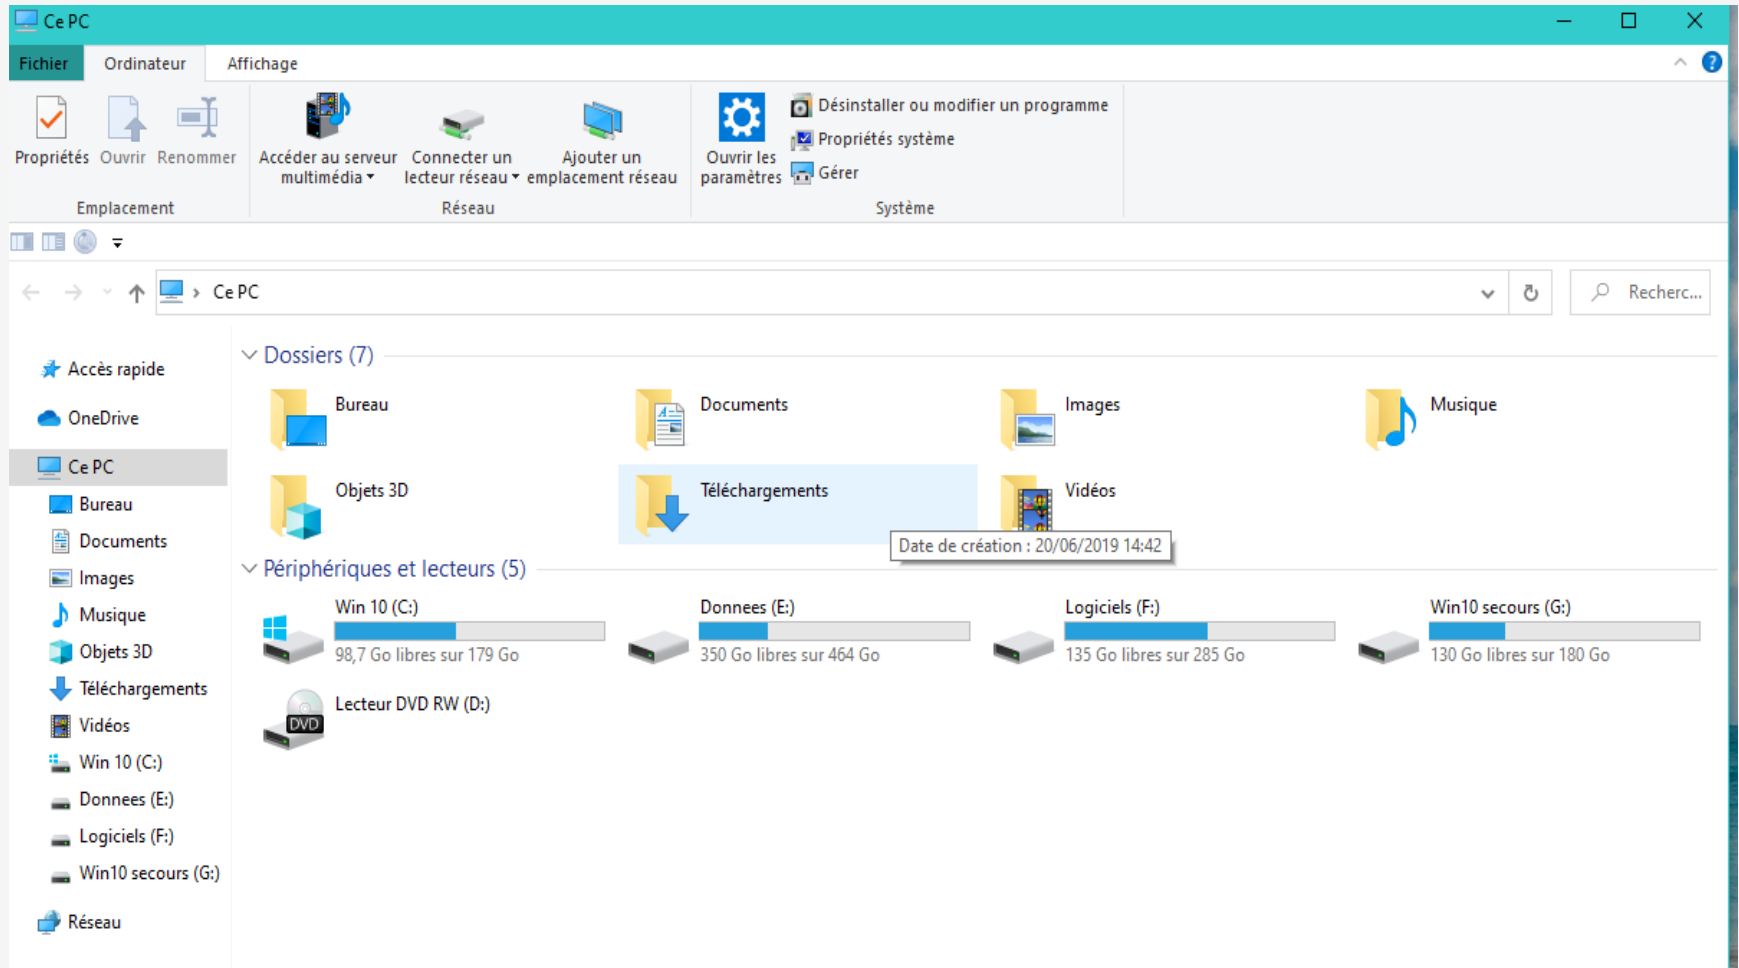 Ce PC
Fichier Ordinateur Affichage
Propriétés Ouvrir Renommer
Emplacement
Accéder au serveur multimédia
Connecter un lecteur réseau
Ajouter un emplacement réseau
Réseau
Ouvrir les paramètres
Désinstaller ou modifier un programme
Propriétés système
Gérer
Système
Ce PC
Recherc...
Accès rapide
OneDrive
Ce PC
Bureau
Documents
Images
Musique
Objets 3D
Téléchargements
Vidéos
Win 10 (C:)
Donnees (E:)
Logiciels (F:)
Win10 secours (G:)
Réseau
Dossiers (7)
Bureau
Documents
Images
Musique
Objets 3D
Téléchargements
Vidéos
Date de création : 20/06/2019 14:42
Périphériques et lecteurs (5)
Win 10 (C:)
98,7 Go libres sur 179 Go
Donnees (E:)
350 Go libres sur 464 Go
Logiciels (F:)
135 Go libres sur 285 Go
Win10 secours (G:)
130 Go libres sur 180 Go
DVD
Lecteur DVD RW (D:)